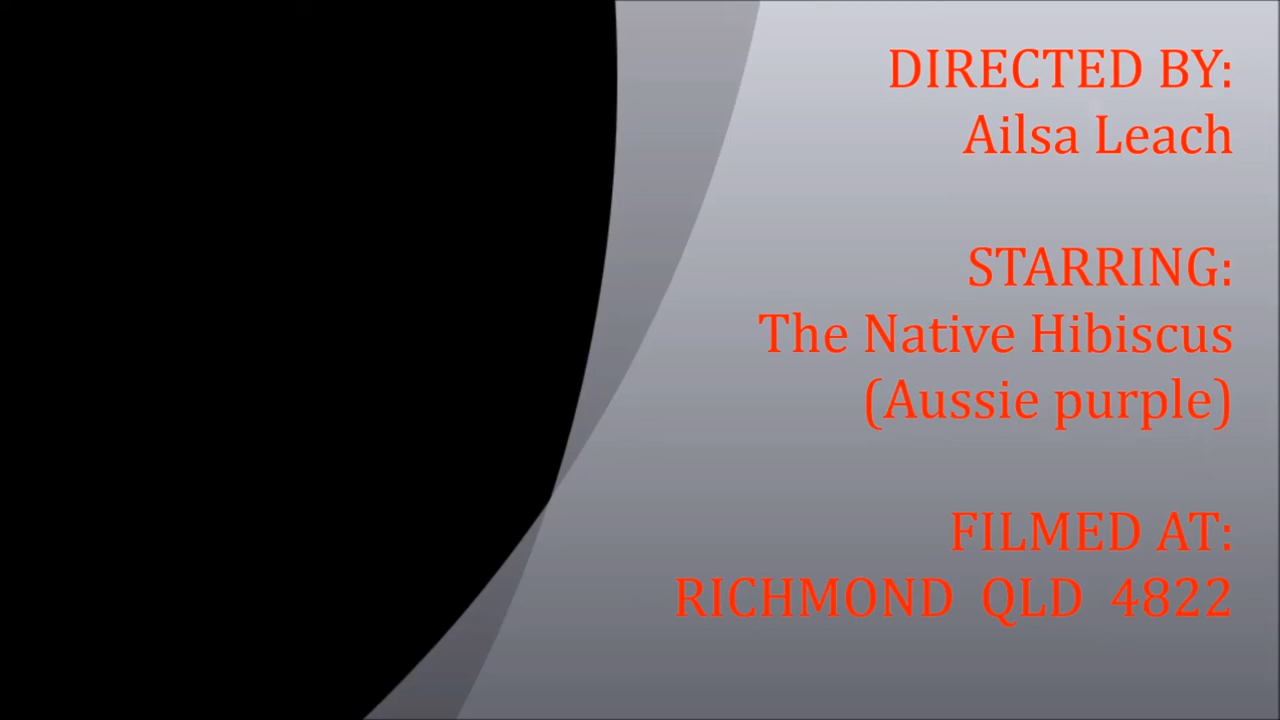 DIRECTED BY:
Ailsa Leach
STARRING:
The Native Hibiscus
(Aussie purple)
FILMED AT:
RICHMOND QLD 4822